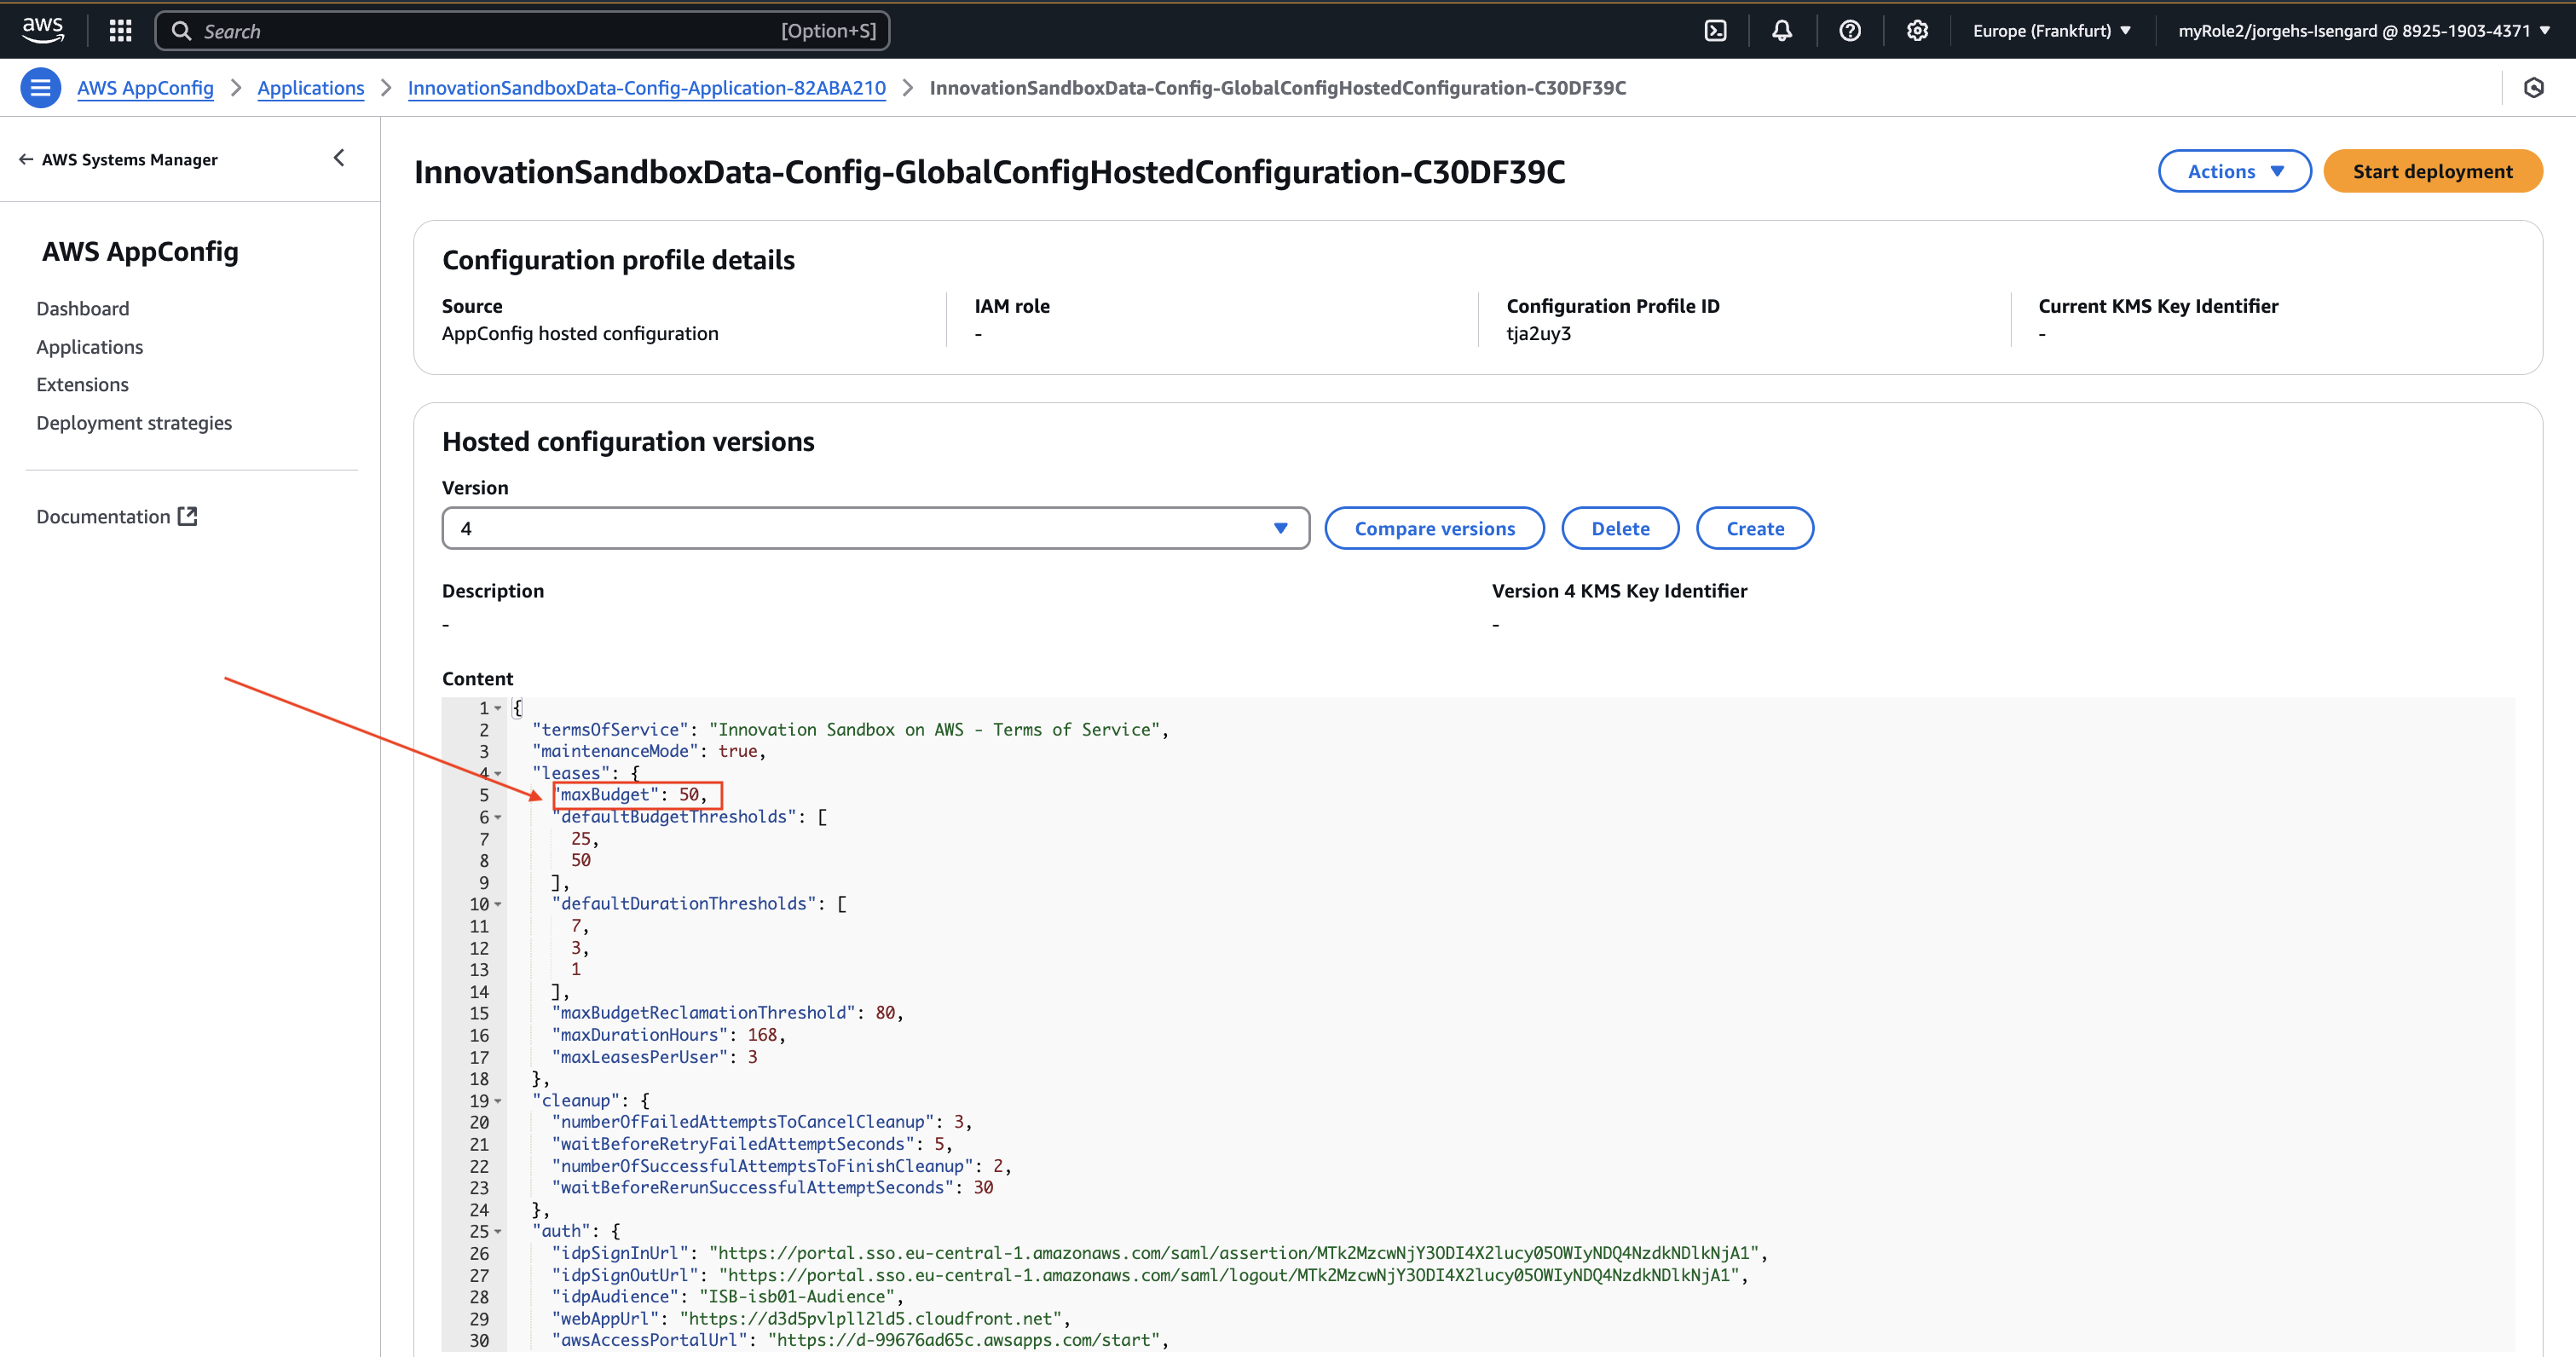 aws
Search
[Option+S]
Europe (Frankfurt)
myRole2/jorgehs-Isengard @ 8925-1903-4371
AWS AppConfig
Applications
InnovationSandboxData-Config-Application-82ABA210
InnovationSandboxData-Config-GlobalConfigHostedConfiguration-C30DF39C
AWS Systems Manager
AWS AppConfig
Dashboard
Applications
Extensions
Deployment strategies
Documentation
InnovationSandboxData-Config-GlobalConfigHostedConfiguration-C30DF39C
Actions
Start deployment
Configuration profile details
Source
AppConfig hosted configuration
IAM role
-
Configuration Profile ID
tja2uy3
Current KMS Key Identifier
-
Hosted configuration versions
Version
4
Compare versions
Delete
Create
Description
-
Version 4 KMS Key Identifier
-
Content
1 {
2 "termsOfService": "Innovation Sandbox on AWS - Terms of Service",
3 "maintenanceMode": true,
4 "leases": {
5 "maxBudget": 50,
6 "defaultBudgetThresholds": [
7 25,
8 50
9 ],
10 "defaultDurationThresholds": [
11 7,
12 3,
13 1
14 ],
15 "maxBudgetReclamationThreshold": 80,
16 "maxDurationHours": 168,
17 "maxLeasesPerUser": 3
18 },
19 "cleanup": {
20 "numberOfFailedAttemptsToCancelCleanup": 3,
21 "waitBeforeRetryFailedAttemptSeconds": 5,
22 "numberOfSuccessfulAttemptsToFinishCleanup": 2,
23 "waitBeforeRerunSuccessfulAttemptSeconds": 30
24 },
25 "auth": {
26 "idpSignInUrl": "https://portal.sso.eu-central-1.amazonaws.com/saml/assertion/MTk2MzcwNjY3ODI4X2lucy05OWIyNDQ4NzdkNDlkNjA1",
27 "idpSignOutUrl": "https://portal.sso.eu-central-1.amazonaws.com/saml/logout/MTk2MzcwNjY3ODI4X2lucy05OWIyNDQ4NzdkNDlkNjA1",
28 "idpAudience": "ISB-isb01-Audience",
29 "webAppUrl": "https://d3d5pvlpll2ld5.cloudfront.net",
30 "awsAccessPortalUrl": "https://d-99676ad65c.awsapps.com/start",